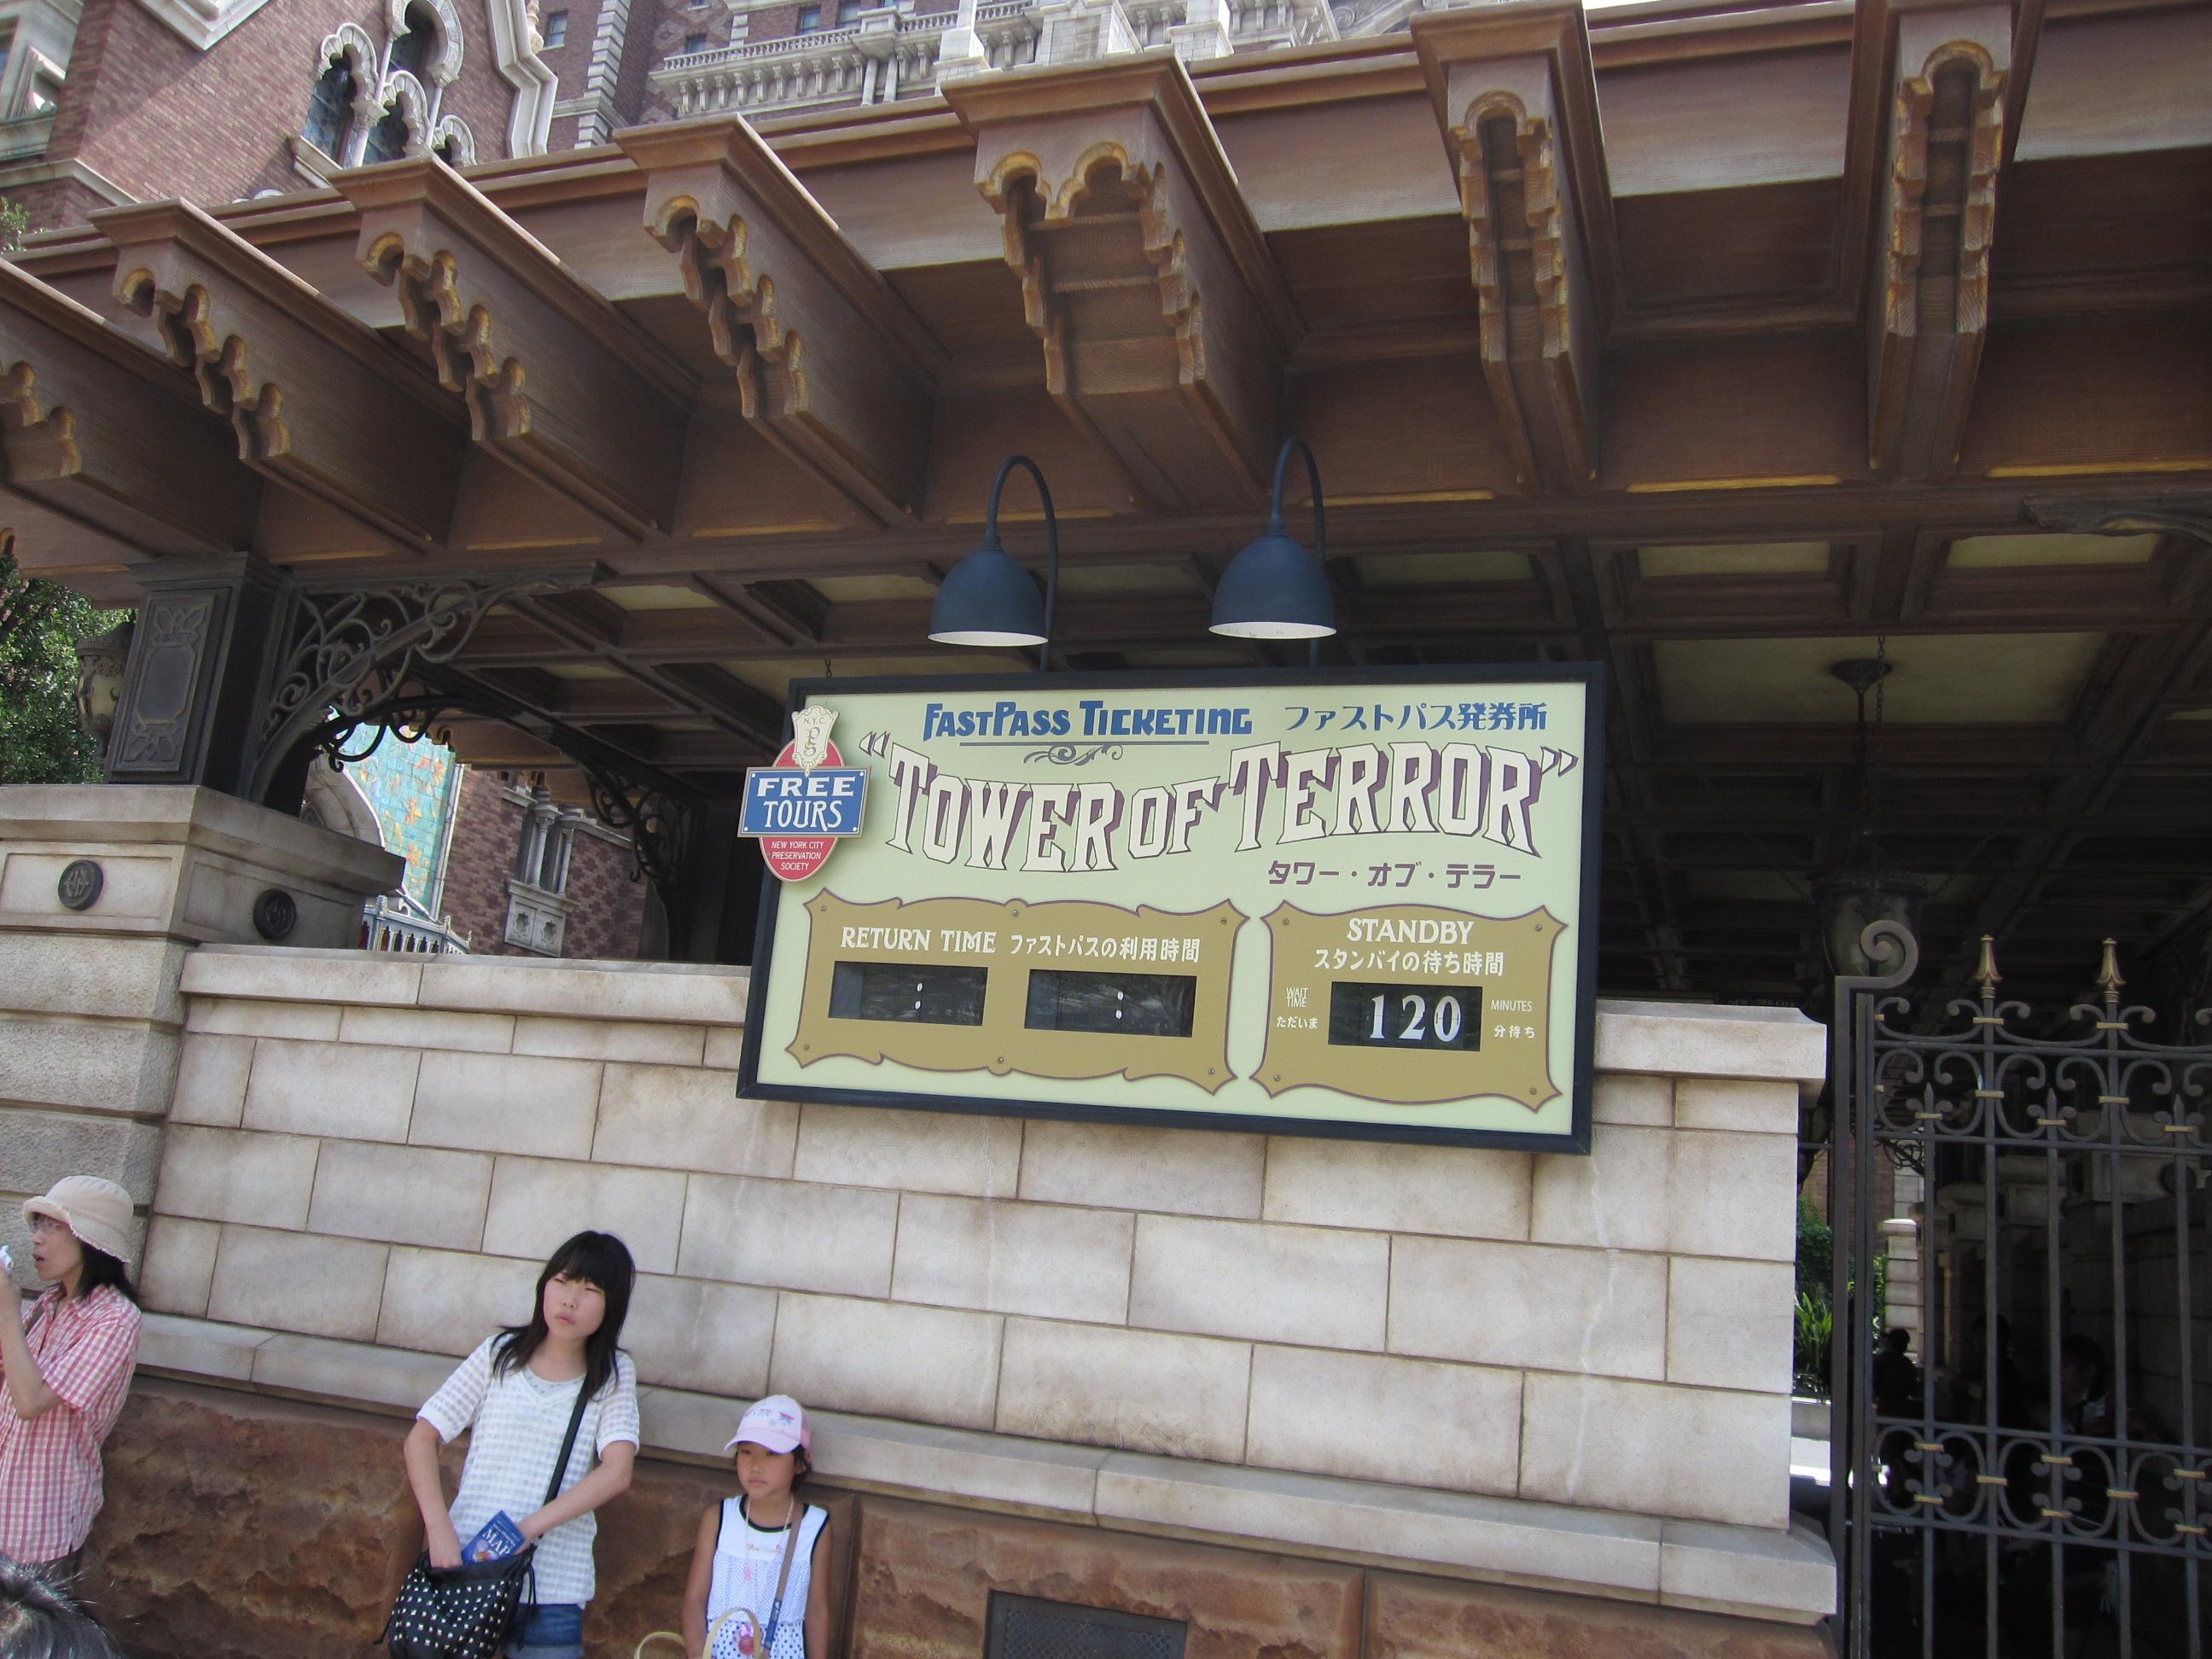 FASTPASS TICKETING ファストパス発券所
"TOWER OF TERROR"
タワー・オブ・テラー
N.Y.C.
P
S
FREE
TOURS
NEW YORK CITY
PRESERVATION
SOCIETY
RETURN TIME ファストパスの利用時間
:
:
STANDBY
スタンバイの待ち時間
WAIT
TIME
ただいま
120
MINUTES
分待ち
MAP